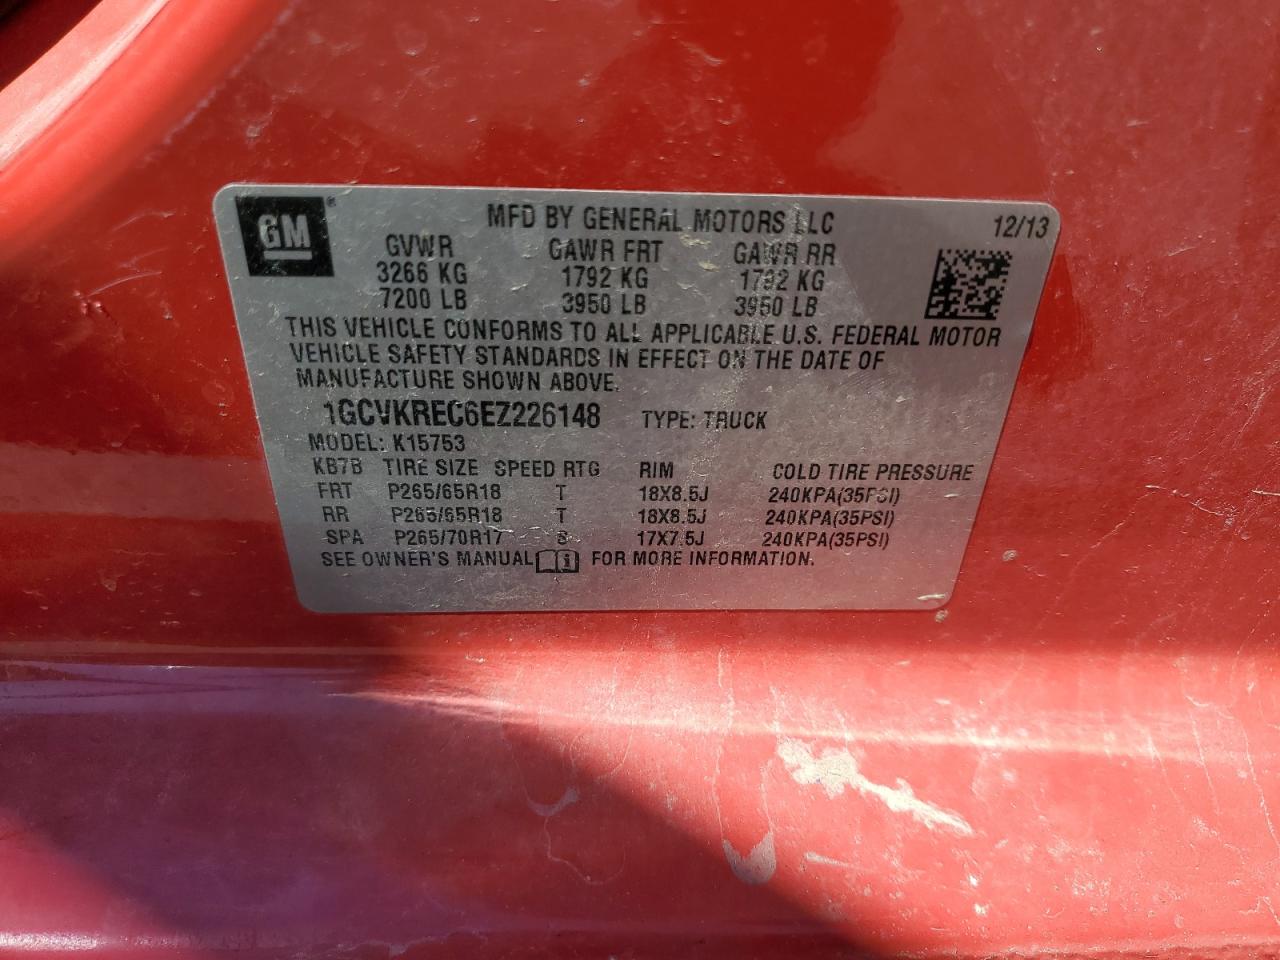 GM®
MFD BY GENERAL MOTORS LLC 12/13
GVWR GAWR FRT GAWR RR
3266 KG 1792 KG 1792 KG
7200 LB 3950 LB 3950 LB
THIS VEHICLE CONFORMS TO ALL APPLICABLE U.S. FEDERAL MOTOR
VEHICLE SAFETY STANDARDS IN EFFECT ON THE DATE OF
MANUFACTURE SHOWN ABOVE.
1GCVKREC6EZ226148 TYPE: TRUCK
MODEL: K15753
KB7B TIRE SIZE SPEED RTG RIM COLD TIRE PRESSURE
FRT P265/65R18 T 18X8.5J 240KPA(35PSI)
RR P265/65R18 T 18X8.5J 240KPA(35PSI)
SPA P265/70R17 S 17X7.5J 240KPA(35PSI)
SEE OWNER'S MANUAL FOR MORE INFORMATION.